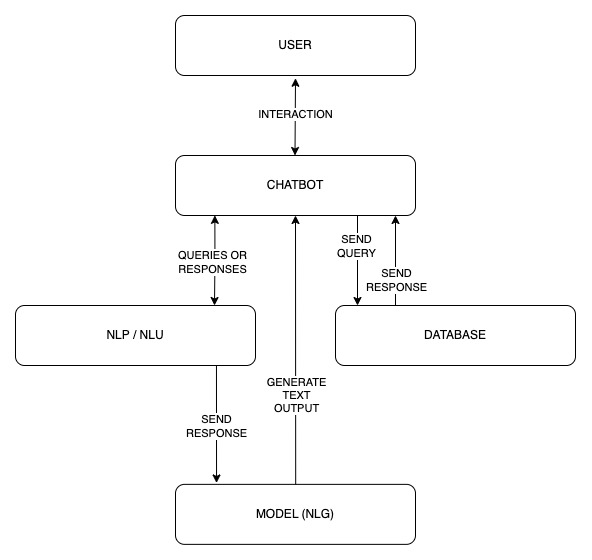 USER
INTERACTION
CHATBOT
QUERIES OR
RESPONSES
SEND
QUERY
SEND
RESPONSE
NLP / NLU
DATABASE
GENERATE
TEXT
OUTPUT
SEND
RESPONSE
MODEL (NLG)